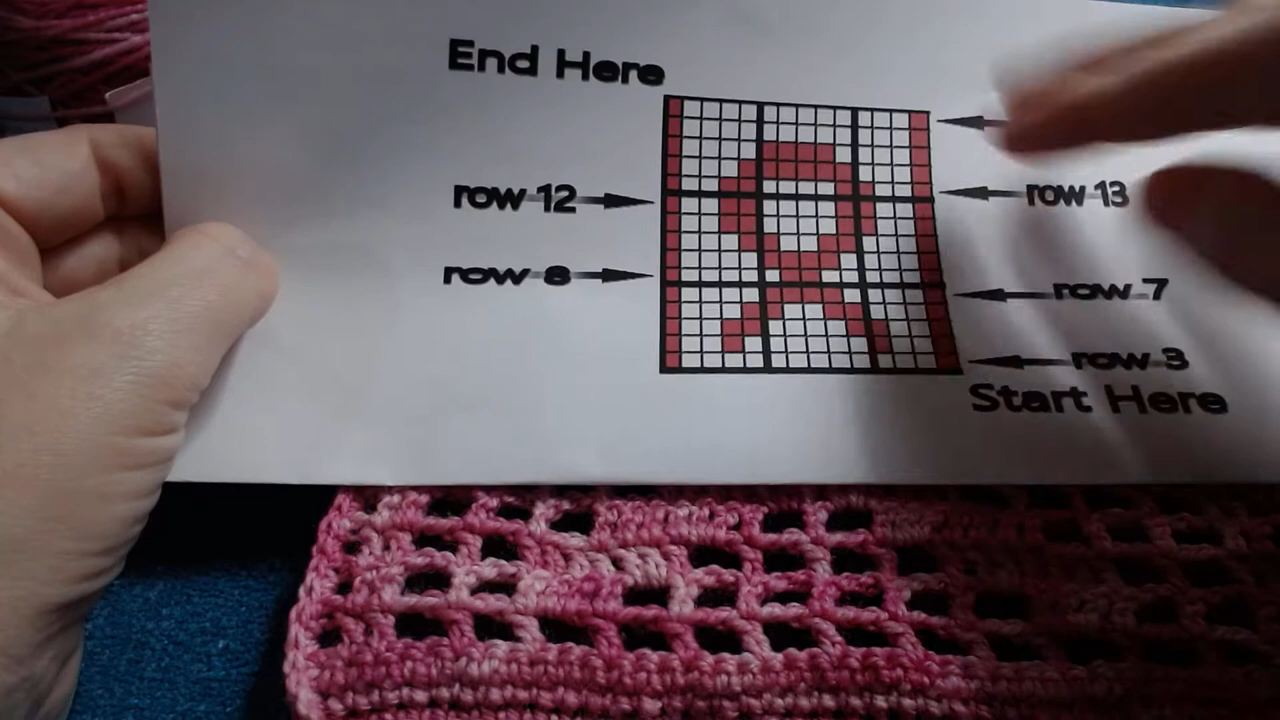 End Here
row 12
row 13
row 8
row 7
row 3
Start Here